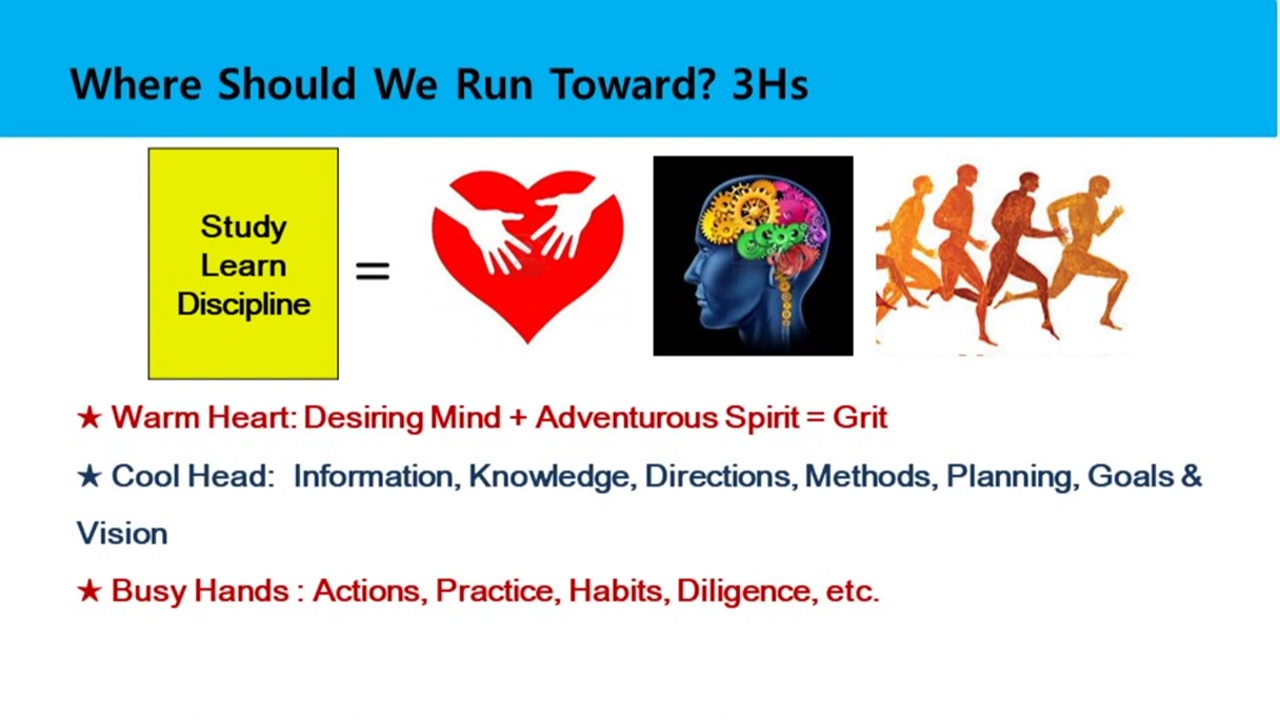 Where Should We Run Toward? 3Hs
Study
Learn
Discipline
=
★ Warm Heart: Desiring Mind + Adventurous Spirit = Grit
★ Cool Head: Information, Knowledge, Directions, Methods, Planning, Goals &
Vision
★ Busy Hands : Actions, Practice, Habits, Diligence, etc.